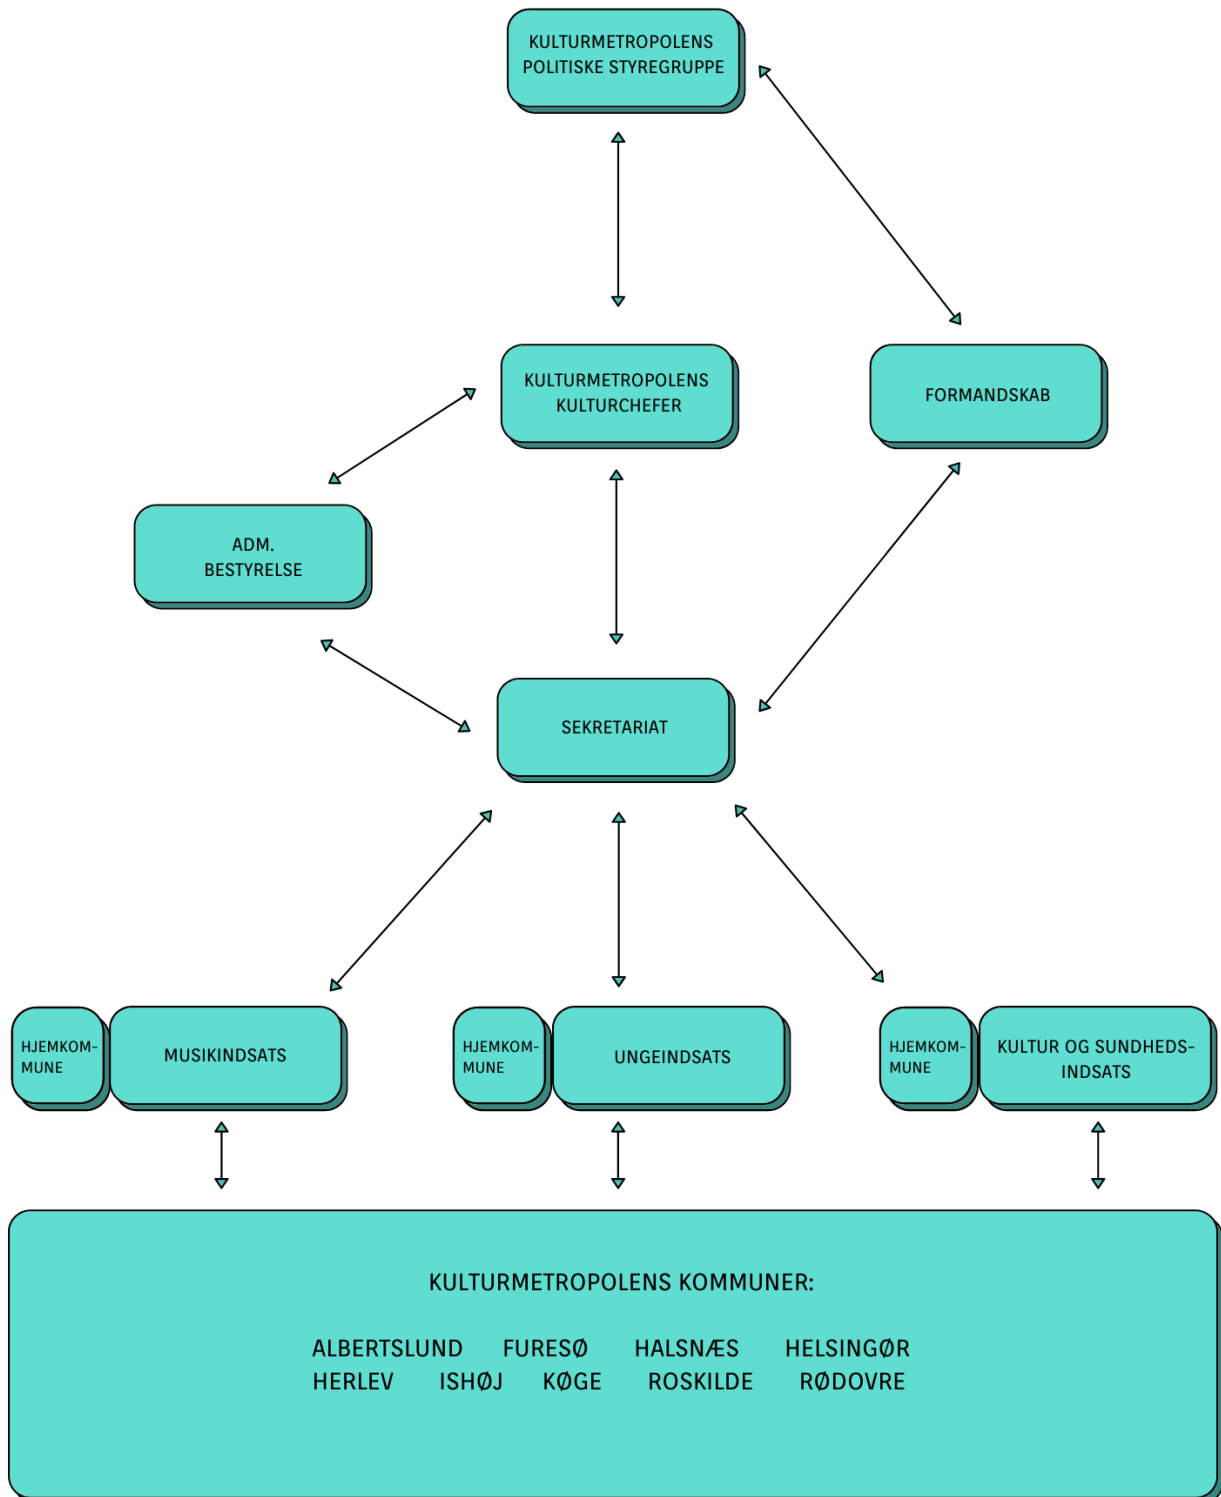 KULTURMETROPOLENS
POLITISKE STYREGRUPPE
KULTURMETROPOLENS
KULTURCHEFER
FORMANDSKAB
ADM.
BESTYRELSE
SEKRETARIAT
HJEMKOM-
MUNE
MUSIKINDSATS
HJEMKOM-
MUNE
UNGEINDSATS
HJEMKOM-
MUNE
KULTUR OG SUNDHEDS-
INDSATS
KULTURMETROPOLENS KOMMUNER:
ALBERTSLUND FURESØ HALSNÆS HELSINGØR
HERLEV ISHØJ KØGE ROSKILDE RØDOVRE